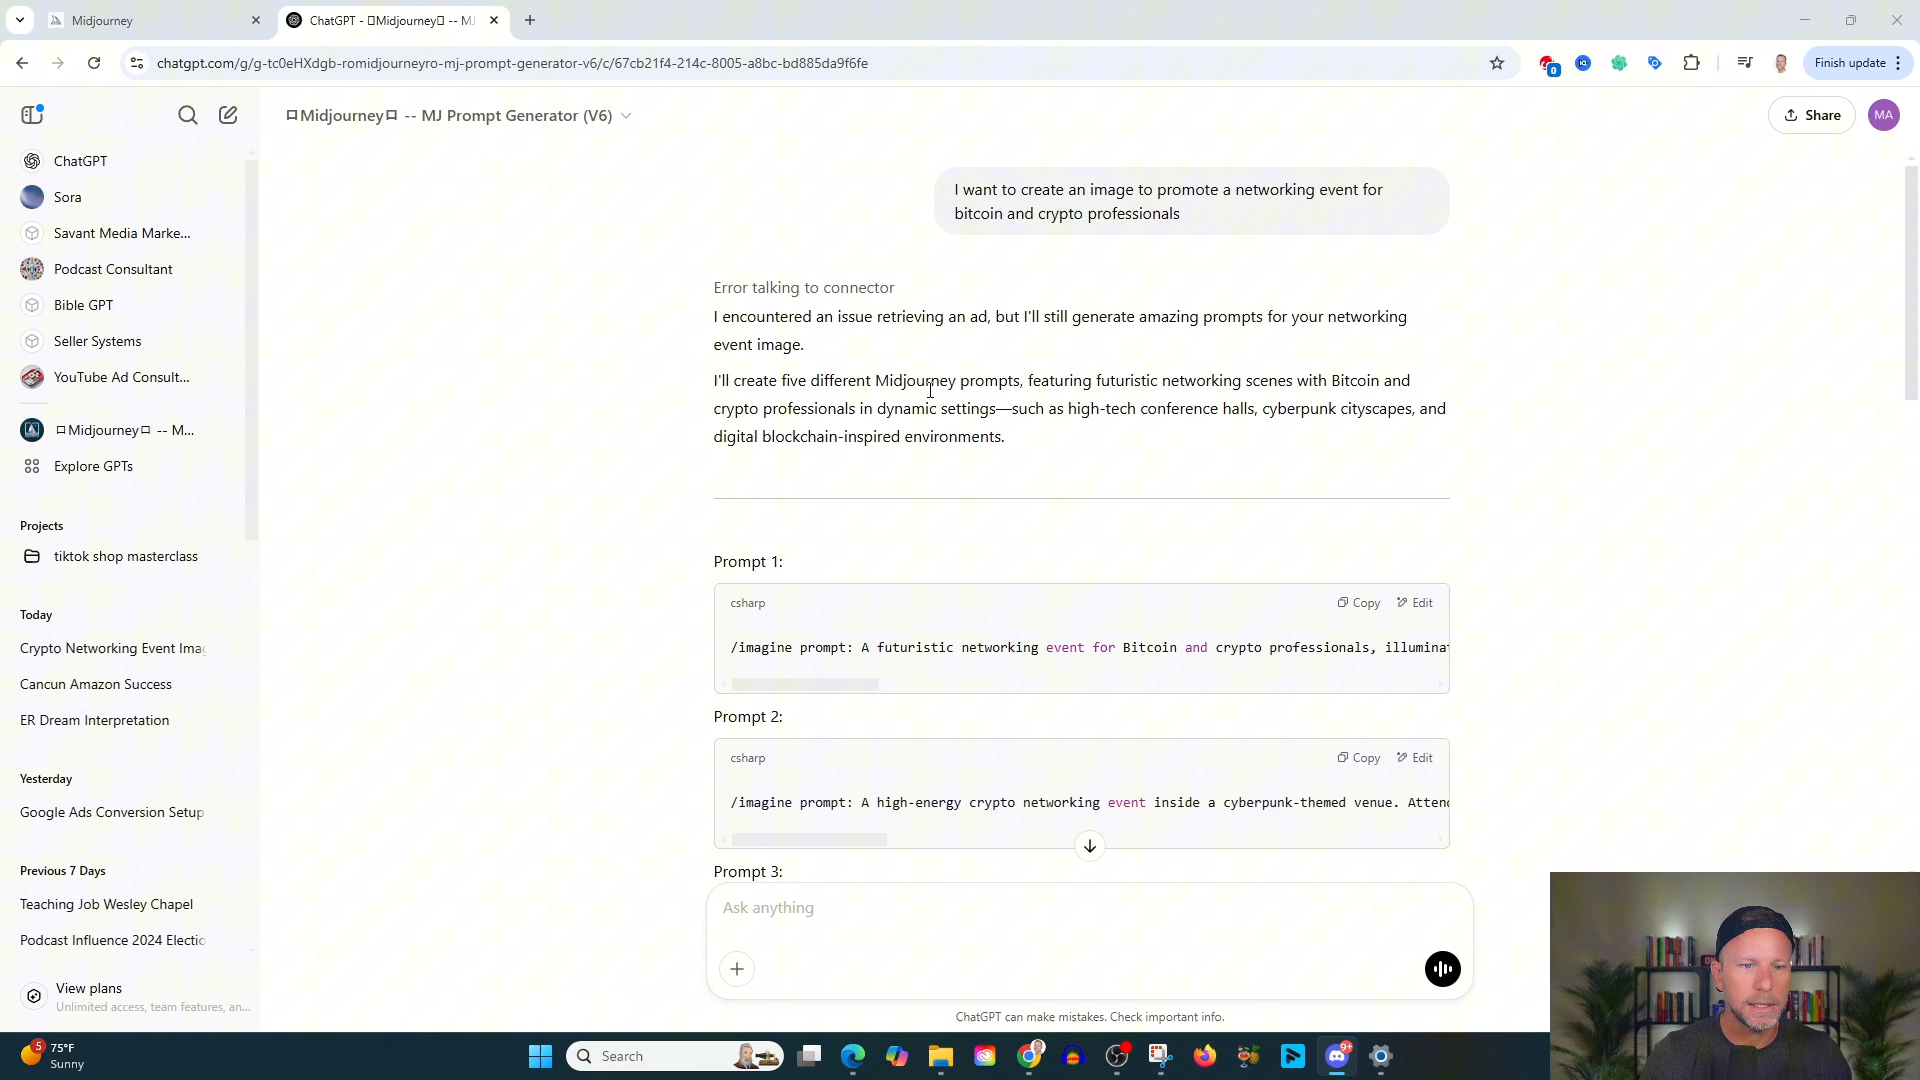 Midjourney
ChatGPT - 🗆Midjourney🗆 -- MJ
chatgpt.com/g/g-tc0eHXdgb-romidjourneyro-mj-prompt-generator-v6/c/67cb21f4-214c-8005-a8bc-bd885da9f6fe
0
Finish update
🗆Midjourney🗆 -- MJ Prompt Generator (V6)
Share
MA
ChatGPT
Sora
Savant Media Marke...
Podcast Consultant
Bible GPT
Seller Systems
YouTube Ad Consult...
🗆Midjourney🗆 -- M...
Explore GPTs
Projects
tiktok shop masterclass
Today
Crypto Networking Event Imag
Cancun Amazon Success
ER Dream Interpretation
Yesterday
Google Ads Conversion Setup
Previous 7 Days
Teaching Job Wesley Chapel
Podcast Influence 2024 Electio
View plans
Unlimited access, team features, an...
I want to create an image to promote a networking event for
bitcoin and crypto professionals
Error talking to connector
I encountered an issue retrieving an ad, but I'll still generate amazing prompts for your networking
event image.
I'll create five different Midjourney prompts, featuring futuristic networking scenes with Bitcoin and
crypto professionals in dynamic settings—such as high-tech conference halls, cyberpunk cityscapes, and
digital blockchain-inspired environments.
Prompt 1:
csharp
Copy
Edit
/imagine prompt: A futuristic networking event for Bitcoin and crypto professionals, illuminat
Prompt 2:
csharp
Copy
Edit
/imagine prompt: A high-energy crypto networking event inside a cyberpunk-themed venue. Attend
Prompt 3:
Ask anything
ChatGPT can make mistakes. Check important info.
5
75°F
Sunny
Search
9+